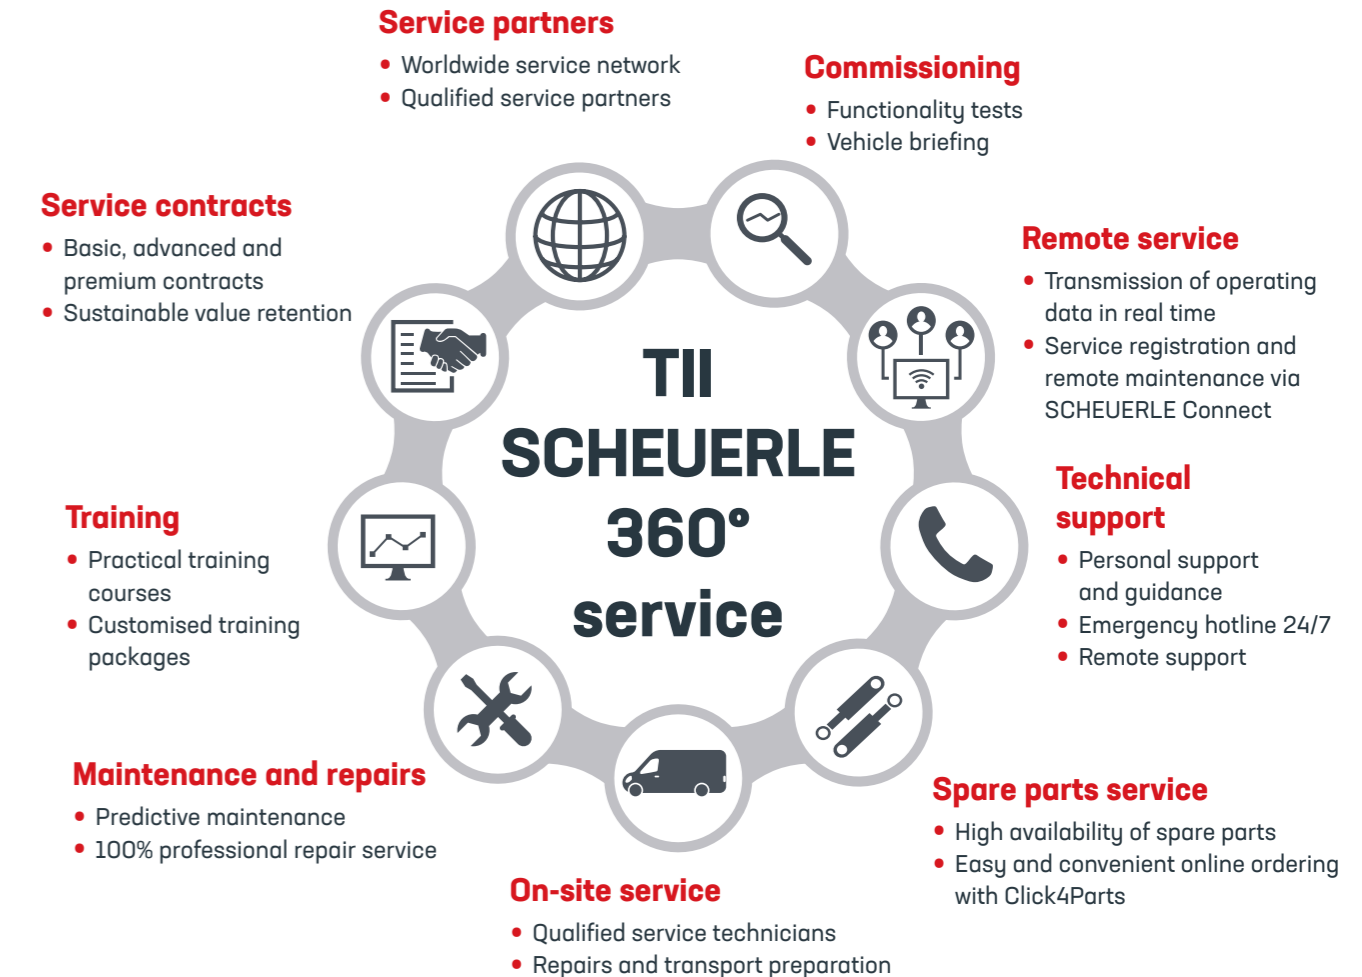 Service partners
• Worldwide service network
• Qualified service partners
Commissioning
• Functionality tests
• Vehicle briefing
Service contracts
• Basic, advanced and
premium contracts
• Sustainable value retention
Remote service
• Transmission of operating
data in real time
• Service registration and
remote maintenance via
SCHEUERLE Connect
TII
SCHEUERLE
360°
service
Technical
support
• Personal support
and guidance
• Emergency hotline 24/7
• Remote support
Training
• Practical training
courses
• Customised training
packages
Maintenance and repairs
• Predictive maintenance
• 100% professional repair service
Spare parts service
• High availability of spare parts
• Easy and convenient online ordering
with Click4Parts
On-site service
• Qualified service technicians
• Repairs and transport preparation